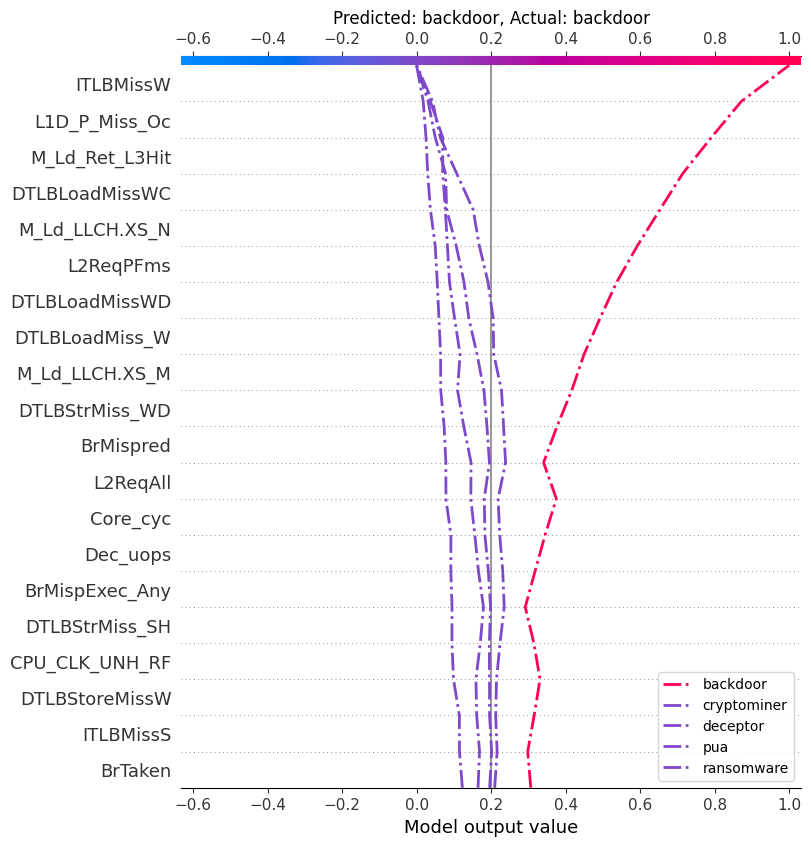 Predicted: backdoor, Actual: backdoor
−0.6 −0.4 −0.2 0.0 0.2 0.4 0.6 0.8 1.0
ITLBMissW
L1D_P_Miss_Oc
M_Ld_Ret_L3Hit
DTLBLoadMissWC
M_Ld_LLCH.XS_N
L2ReqPFms
DTLBLoadMissWD
DTLBLoadMiss_W
M_Ld_LLCH.XS_M
DTLBStrMiss_WD
BrMispred
L2ReqAll
Core_cyc
Dec_uops
BrMispExec_Any
DTLBStrMiss_SH
CPU_CLK_UNH_RF
DTLBStoreMissW
ITLBMissS
BrTaken
backdoor
cryptominer
deceptor
pua
ransomware
−0.6 −0.4 −0.2 0.0 0.2 0.4 0.6 0.8 1.0
Model output value